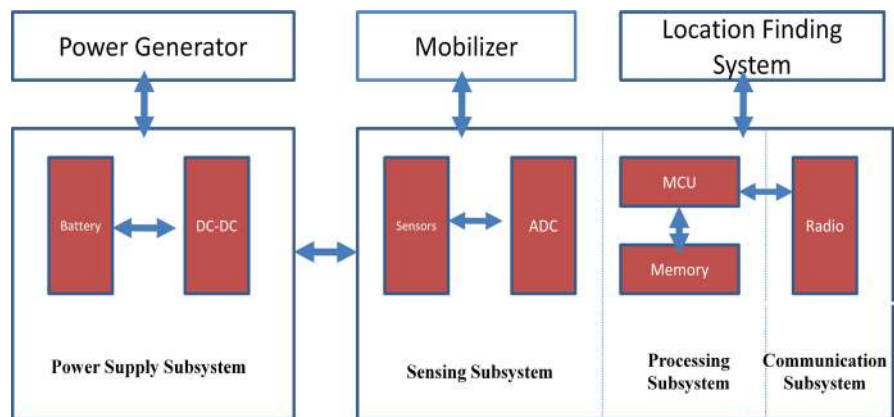 Power Generator
Mobilizer
Location Finding
System
Battery
DC-DC
Sensors
ADC
MCU
Memory
Radio
Power Supply Subsystem
Sensing Subsystem
Processing
Subsystem
Communication
Subsystem